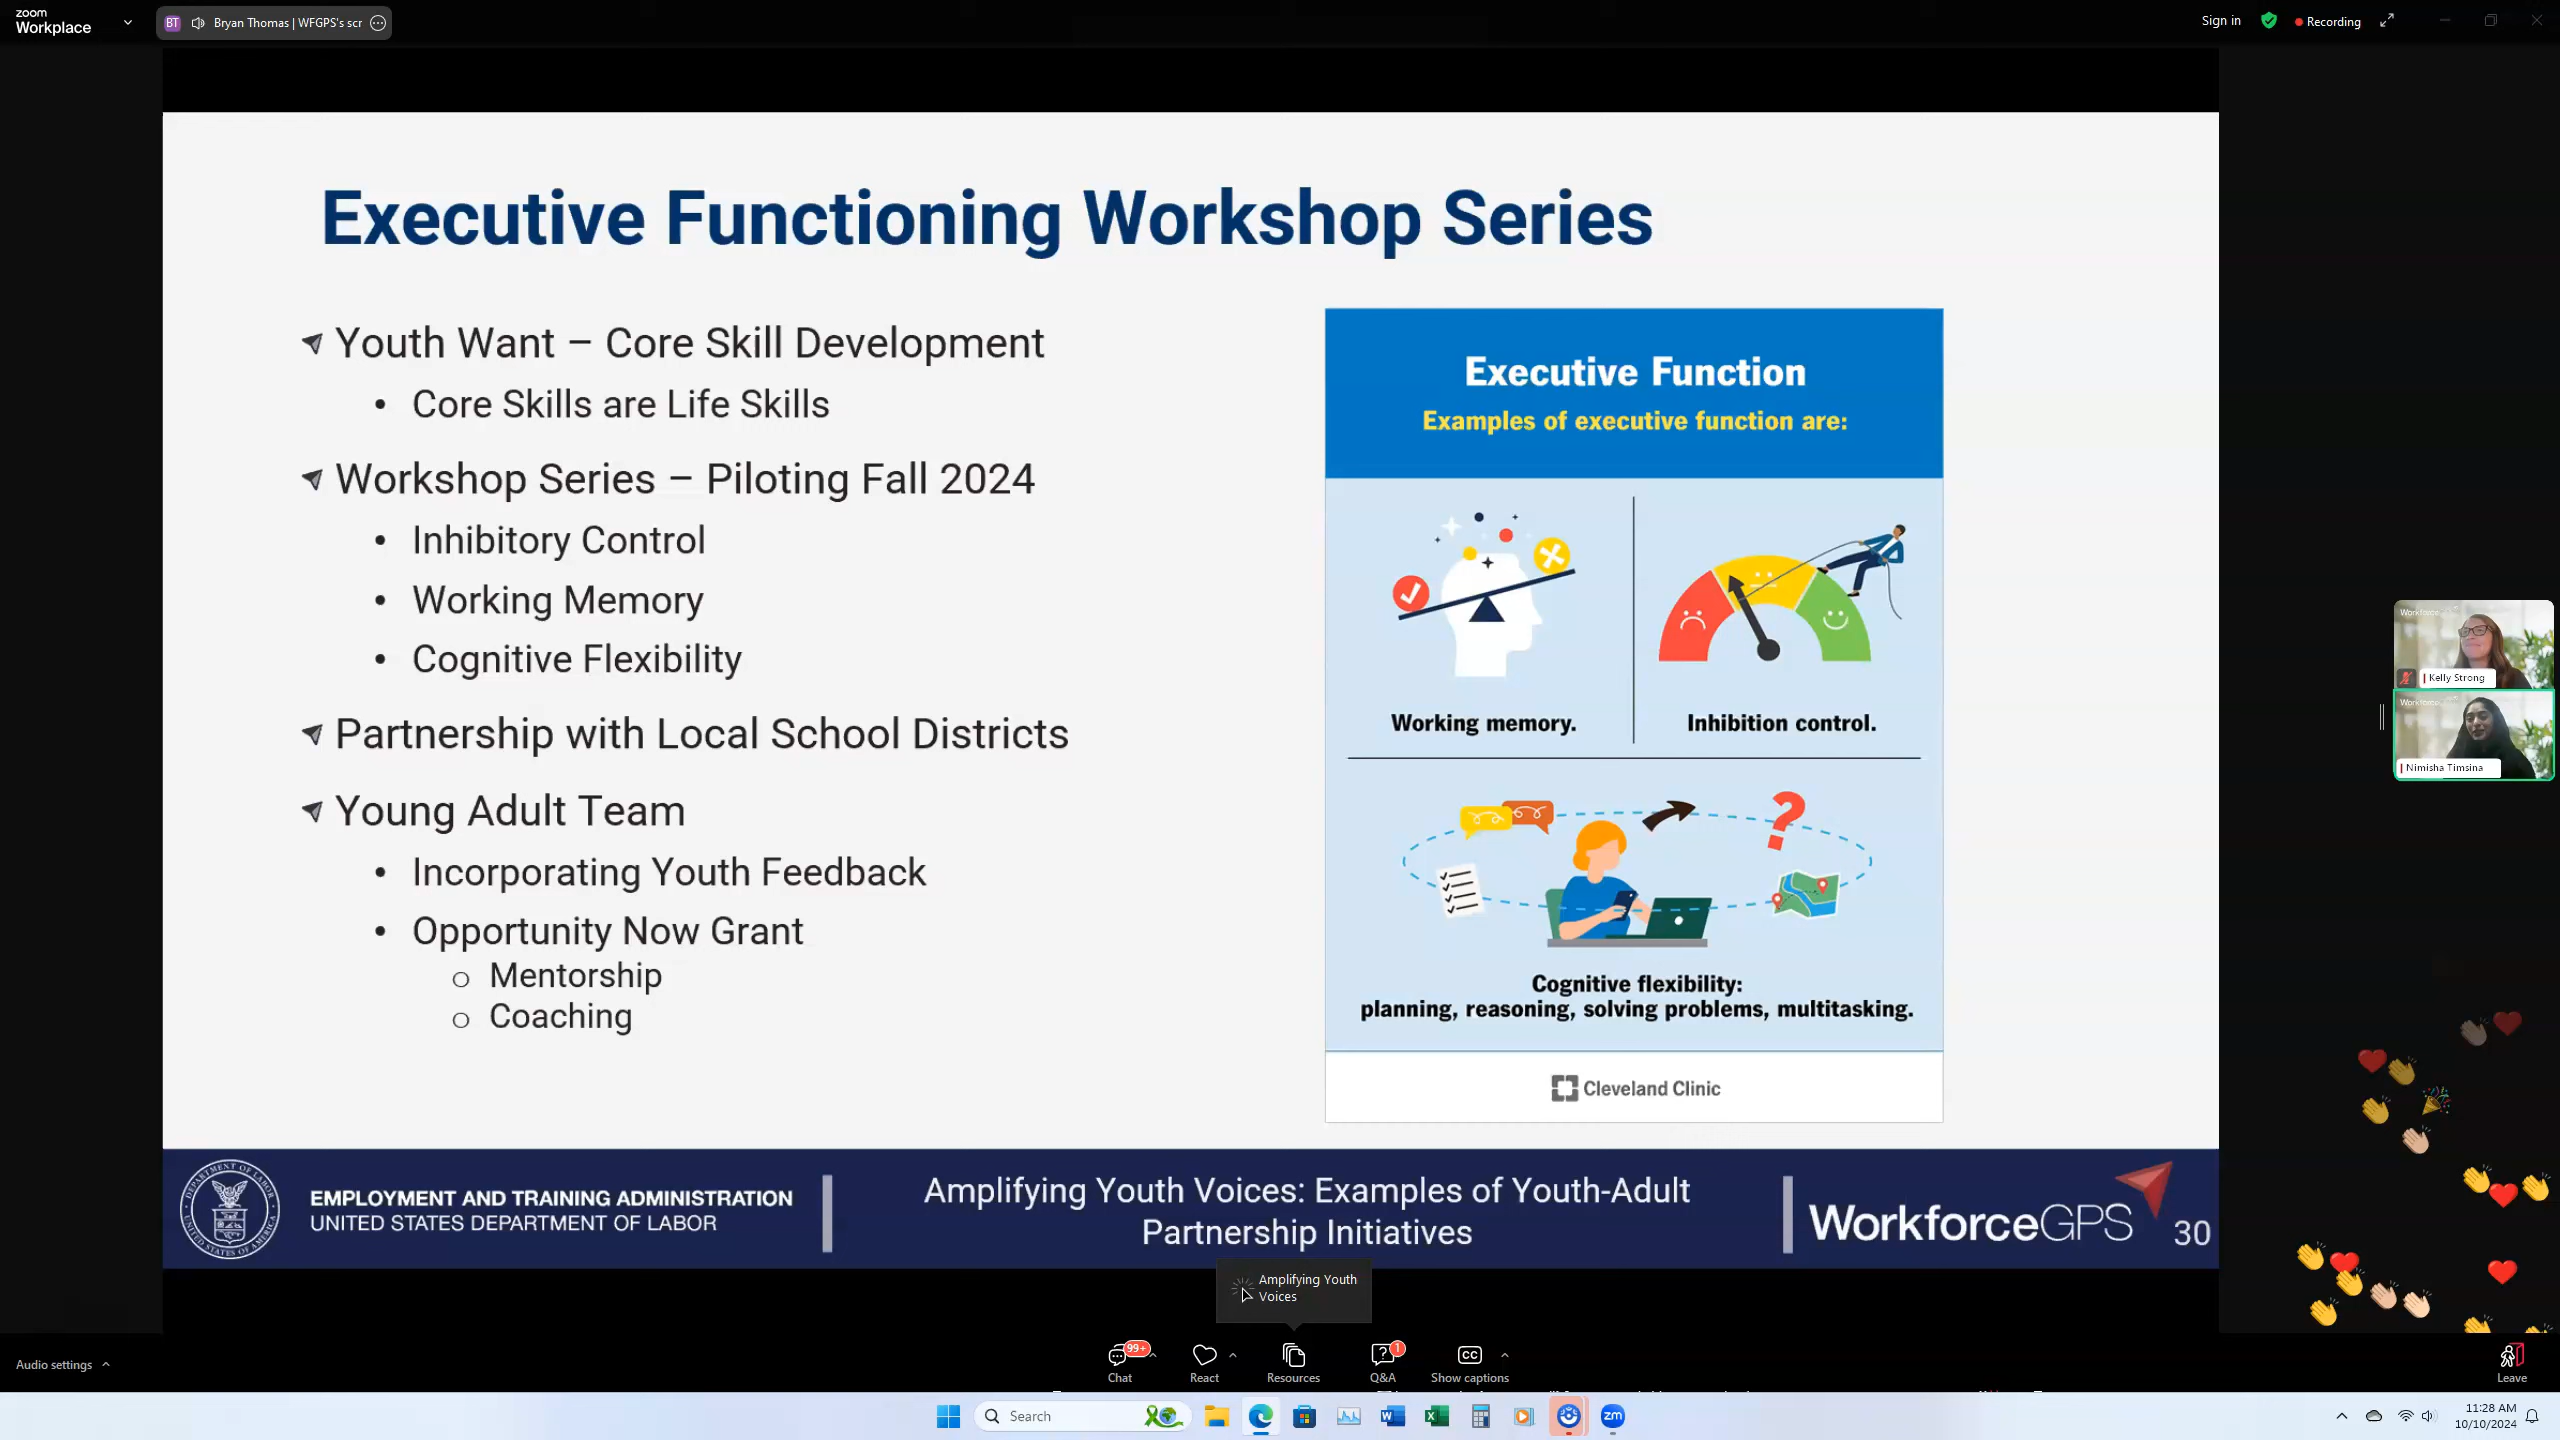 zoom
Workplace
BT
Bryan Thomas | WFGPS's scr
Sign in
Recording
Executive Functioning Workshop Series
Youth Want – Core Skill Development
• Core Skills are Life Skills
Workshop Series – Piloting Fall 2024
• Inhibitory Control
• Working Memory
• Cognitive Flexibility
Partnership with Local School Districts
Young Adult Team
• Incorporating Youth Feedback
• Opportunity Now Grant
o Mentorship
o Coaching
Executive Function
Examples of executive function are:
Working memory.
Inhibition control.
Cognitive flexibility:
planning, reasoning, solving problems, multitasking.
Cleveland Clinic
Kelly Strong
Nimisha Timsina
EMPLOYMENT AND TRAINING ADMINISTRATION
UNITED STATES DEPARTMENT OF LABOR
Amplifying Youth Voices: Examples of Youth-Adult
Partnership Initiatives
WorkforceGPS
30
Amplifying Youth
Voices
Audio settings
99+
Chat
React
Resources
1
Q&A
CC
Show captions
Leave
Search
zm
11:28 AM
10/10/2024